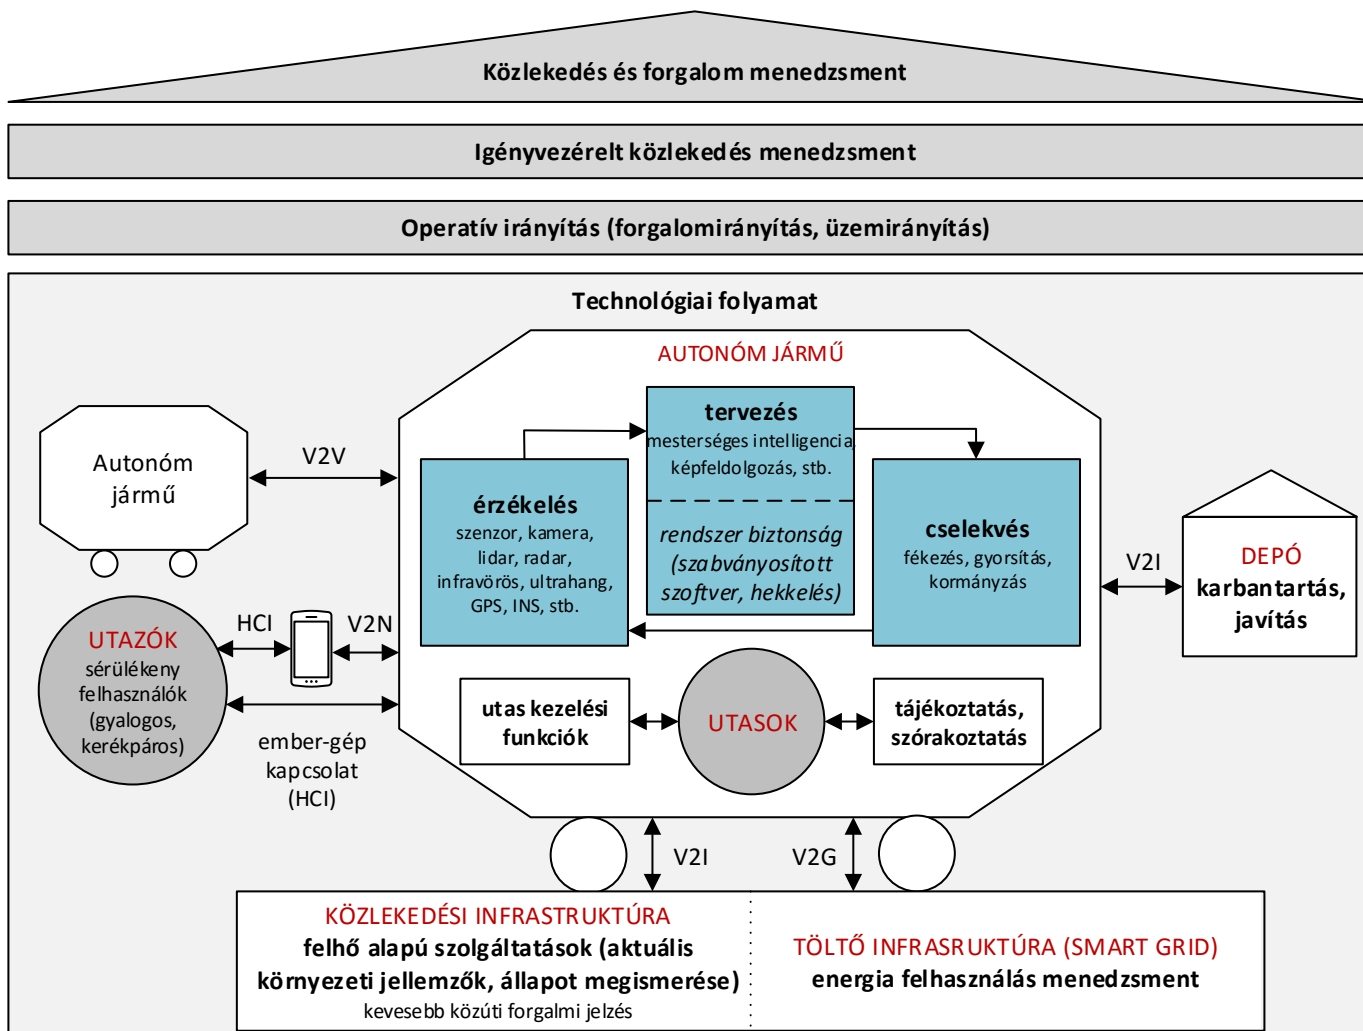 Közlekedés és forgalom menedzsment
Igényvezérelt közlekedés menedzsment
Operatív irányítás (forgalomirányítás, üzemirányítás)
Technológiai folyamat
AUTONÓM JÁRMŰ
tervezés
mesterséges intelligencia,
képfeldolgozás, stb.
rendszer biztonság
(szabványosított
szoftver, hekkelés)
érzékelés
szenzor, kamera,
lidar, radar,
infravörös, ultrahang,
GPS, INS, stb.
cselekvés
fékezés, gyorsítás,
kormányzás
Autonóm
jármű
V2V
V2I
DEPÓ
karbantartás,
javítás
UTAZÓK
sérülékeny
felhasználók
(gyalogos,
kerékpáros)
HCI
V2N
ember-gép
kapcsolat
(HCI)
utas kezelési
funkciók
UTASOK
tájékoztatás,
szórakoztatás
V2I
V2G
KÖZLEKEDÉSI INFRASTRUKTÚRA
felhő alapú szolgáltatások (aktuális
környezeti jellemzők, állapot megismerése)
kevesebb közúti forgalmi jelzés
TÖLTŐ INFRASRUKTÚRA (SMART GRID)
energia felhasználás menedzsment